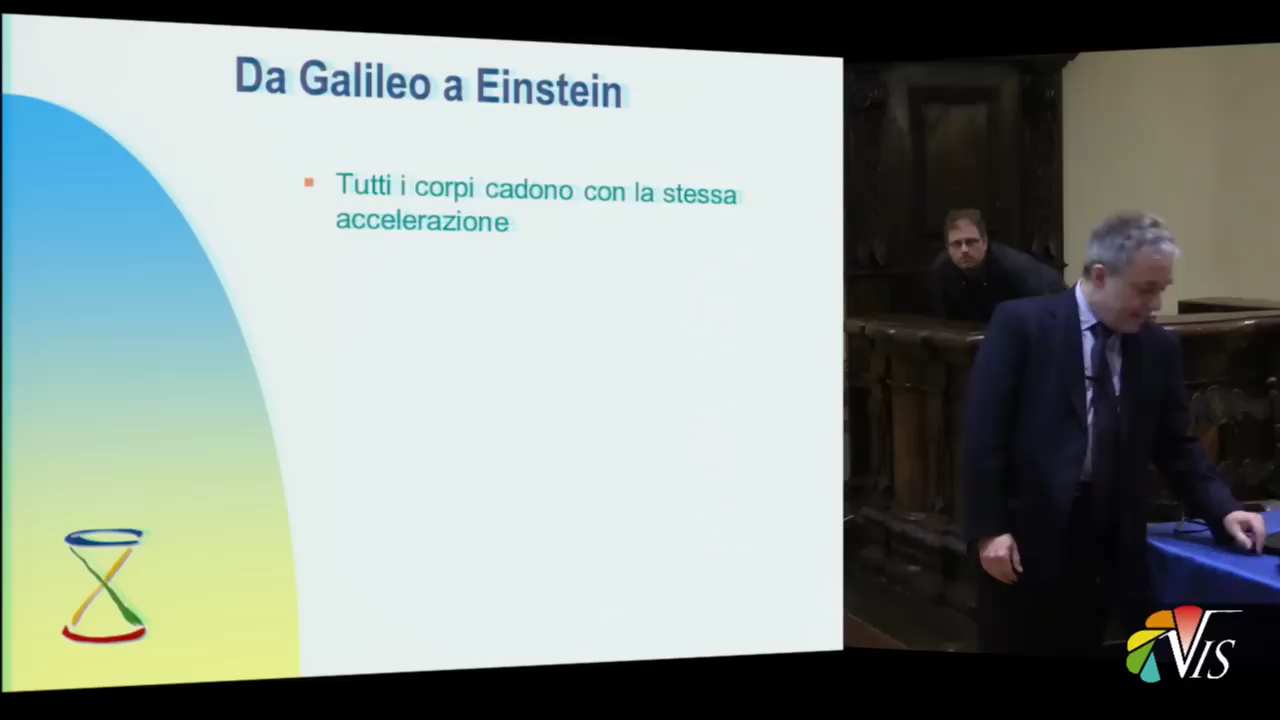 Da Galileo a Einstein
Tutti i corpi cadono con la stessa
accelerazione
VIS